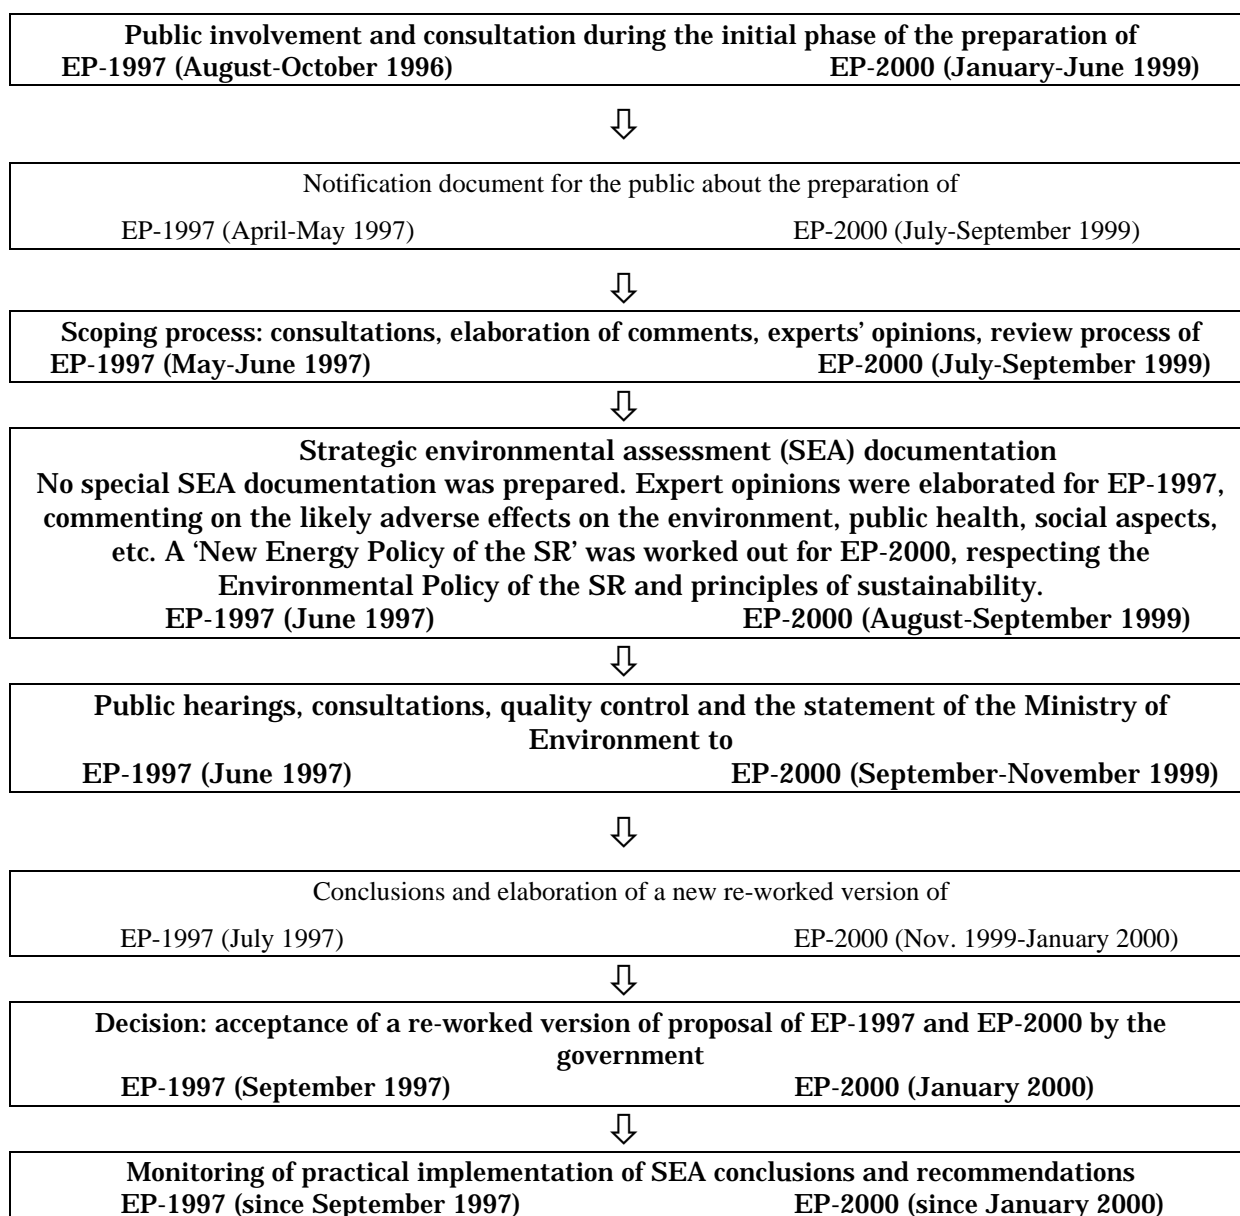 Public involvement and consultation during the initial phase of the preparation of
EP-1997 (August-October 1996) EP-2000 (January-June 1999)
Notification document for the public about the preparation of
EP-1997 (April-May 1997) EP-2000 (July-September 1999)
Scoping process: consultations, elaboration of comments, experts’ opinions, review process of
EP-1997 (May-June 1997) EP-2000 (July-September 1999)
Strategic environmental assessment (SEA) documentation
No special SEA documentation was prepared. Expert opinions were elaborated for EP-1997,
commenting on the likely adverse effects on the environment, public health, social aspects,
etc. A ‘New Energy Policy of the SR’ was worked out for EP-2000, respecting the
Environmental Policy of the SR and principles of sustainability.
EP-1997 (June 1997) EP-2000 (August-September 1999)
Public hearings, consultations, quality control and the statement of the Ministry of
Environment to
EP-1997 (June 1997) EP-2000 (September-November 1999)
Conclusions and elaboration of a new re-worked version of
EP-1997 (July 1997) EP-2000 (Nov. 1999-January 2000)
Decision: acceptance of a re-worked version of proposal of EP-1997 and EP-2000 by the
government
EP-1997 (September 1997) EP-2000 (January 2000)
Monitoring of practical implementation of SEA conclusions and recommendations
EP-1997 (since September 1997) EP-2000 (since January 2000)